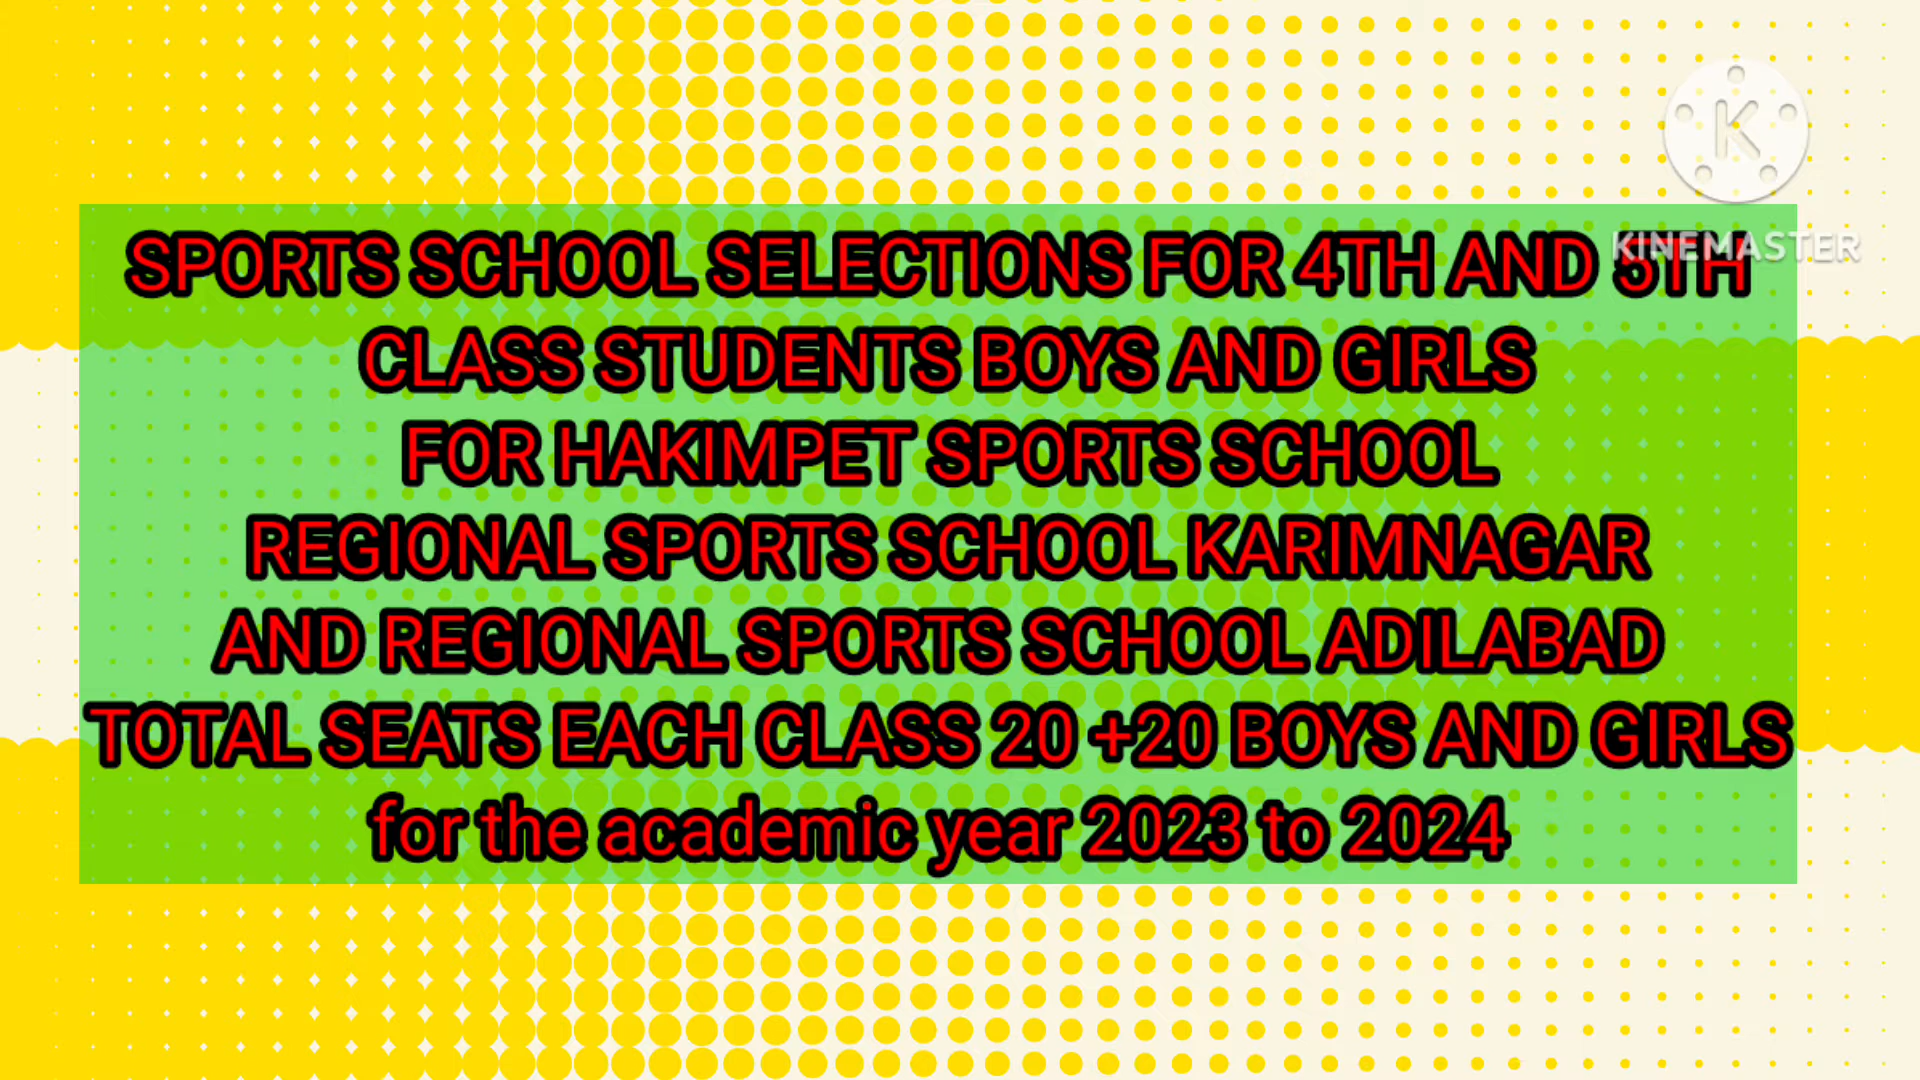 K
KINEMASTER
SPORTS SCHOOL SELECTIONS FOR 4TH AND 5TH
CLASS STUDENTS BOYS AND GIRLS
FOR HAKIMPET SPORTS SCHOOL
REGIONAL SPORTS SCHOOL KARIMNAGAR
AND REGIONAL SPORTS SCHOOL ADILABAD
TOTAL SEATS EACH CLASS 20 +20 BOYS AND GIRLS
for the academic year 2023 to 2024